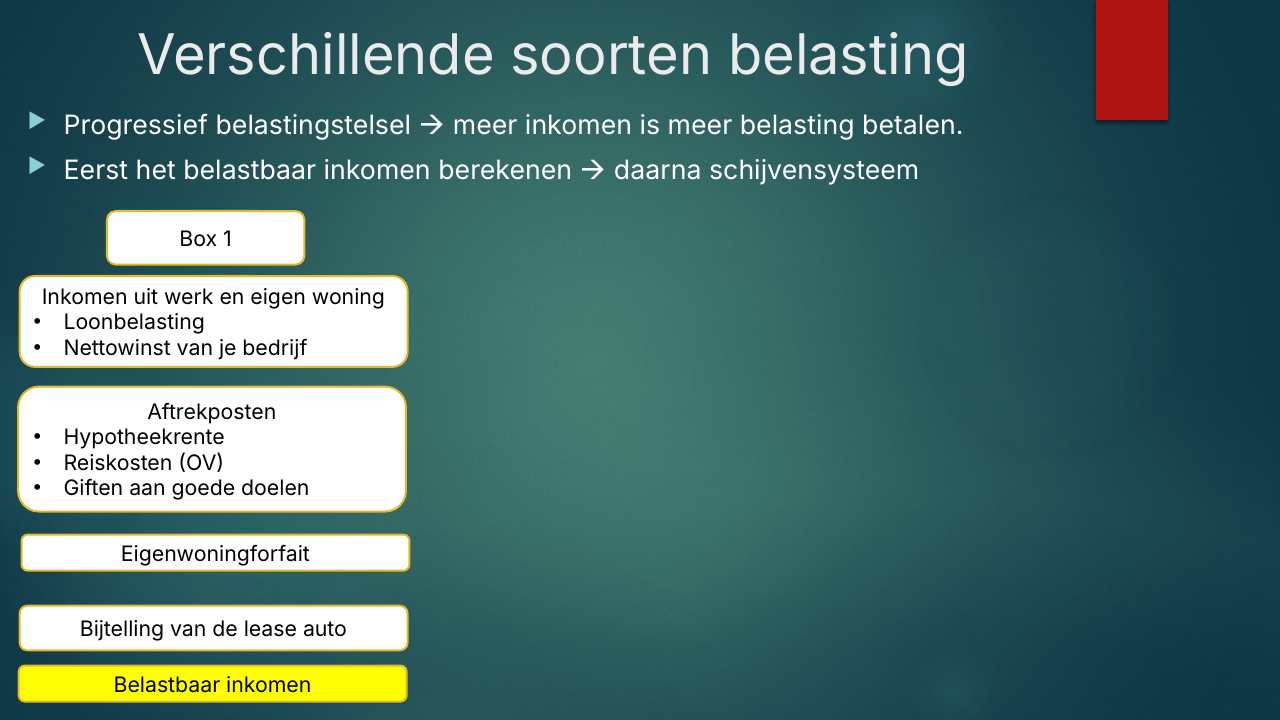 Verschillende soorten belasting
Progressief belastingstelsel → meer inkomen is meer belasting betalen.
Eerst het belastbaar inkomen berekenen → daarna schijvensysteem
Box 1
Inkomen uit werk en eigen woning
• Loonbelasting
• Nettowinst van je bedrijf
Aftrekposten
• Hypotheekrente
• Reiskosten (OV)
• Giften aan goede doelen
Eigenwoningforfait
Bijtelling van de lease auto
Belastbaar inkomen